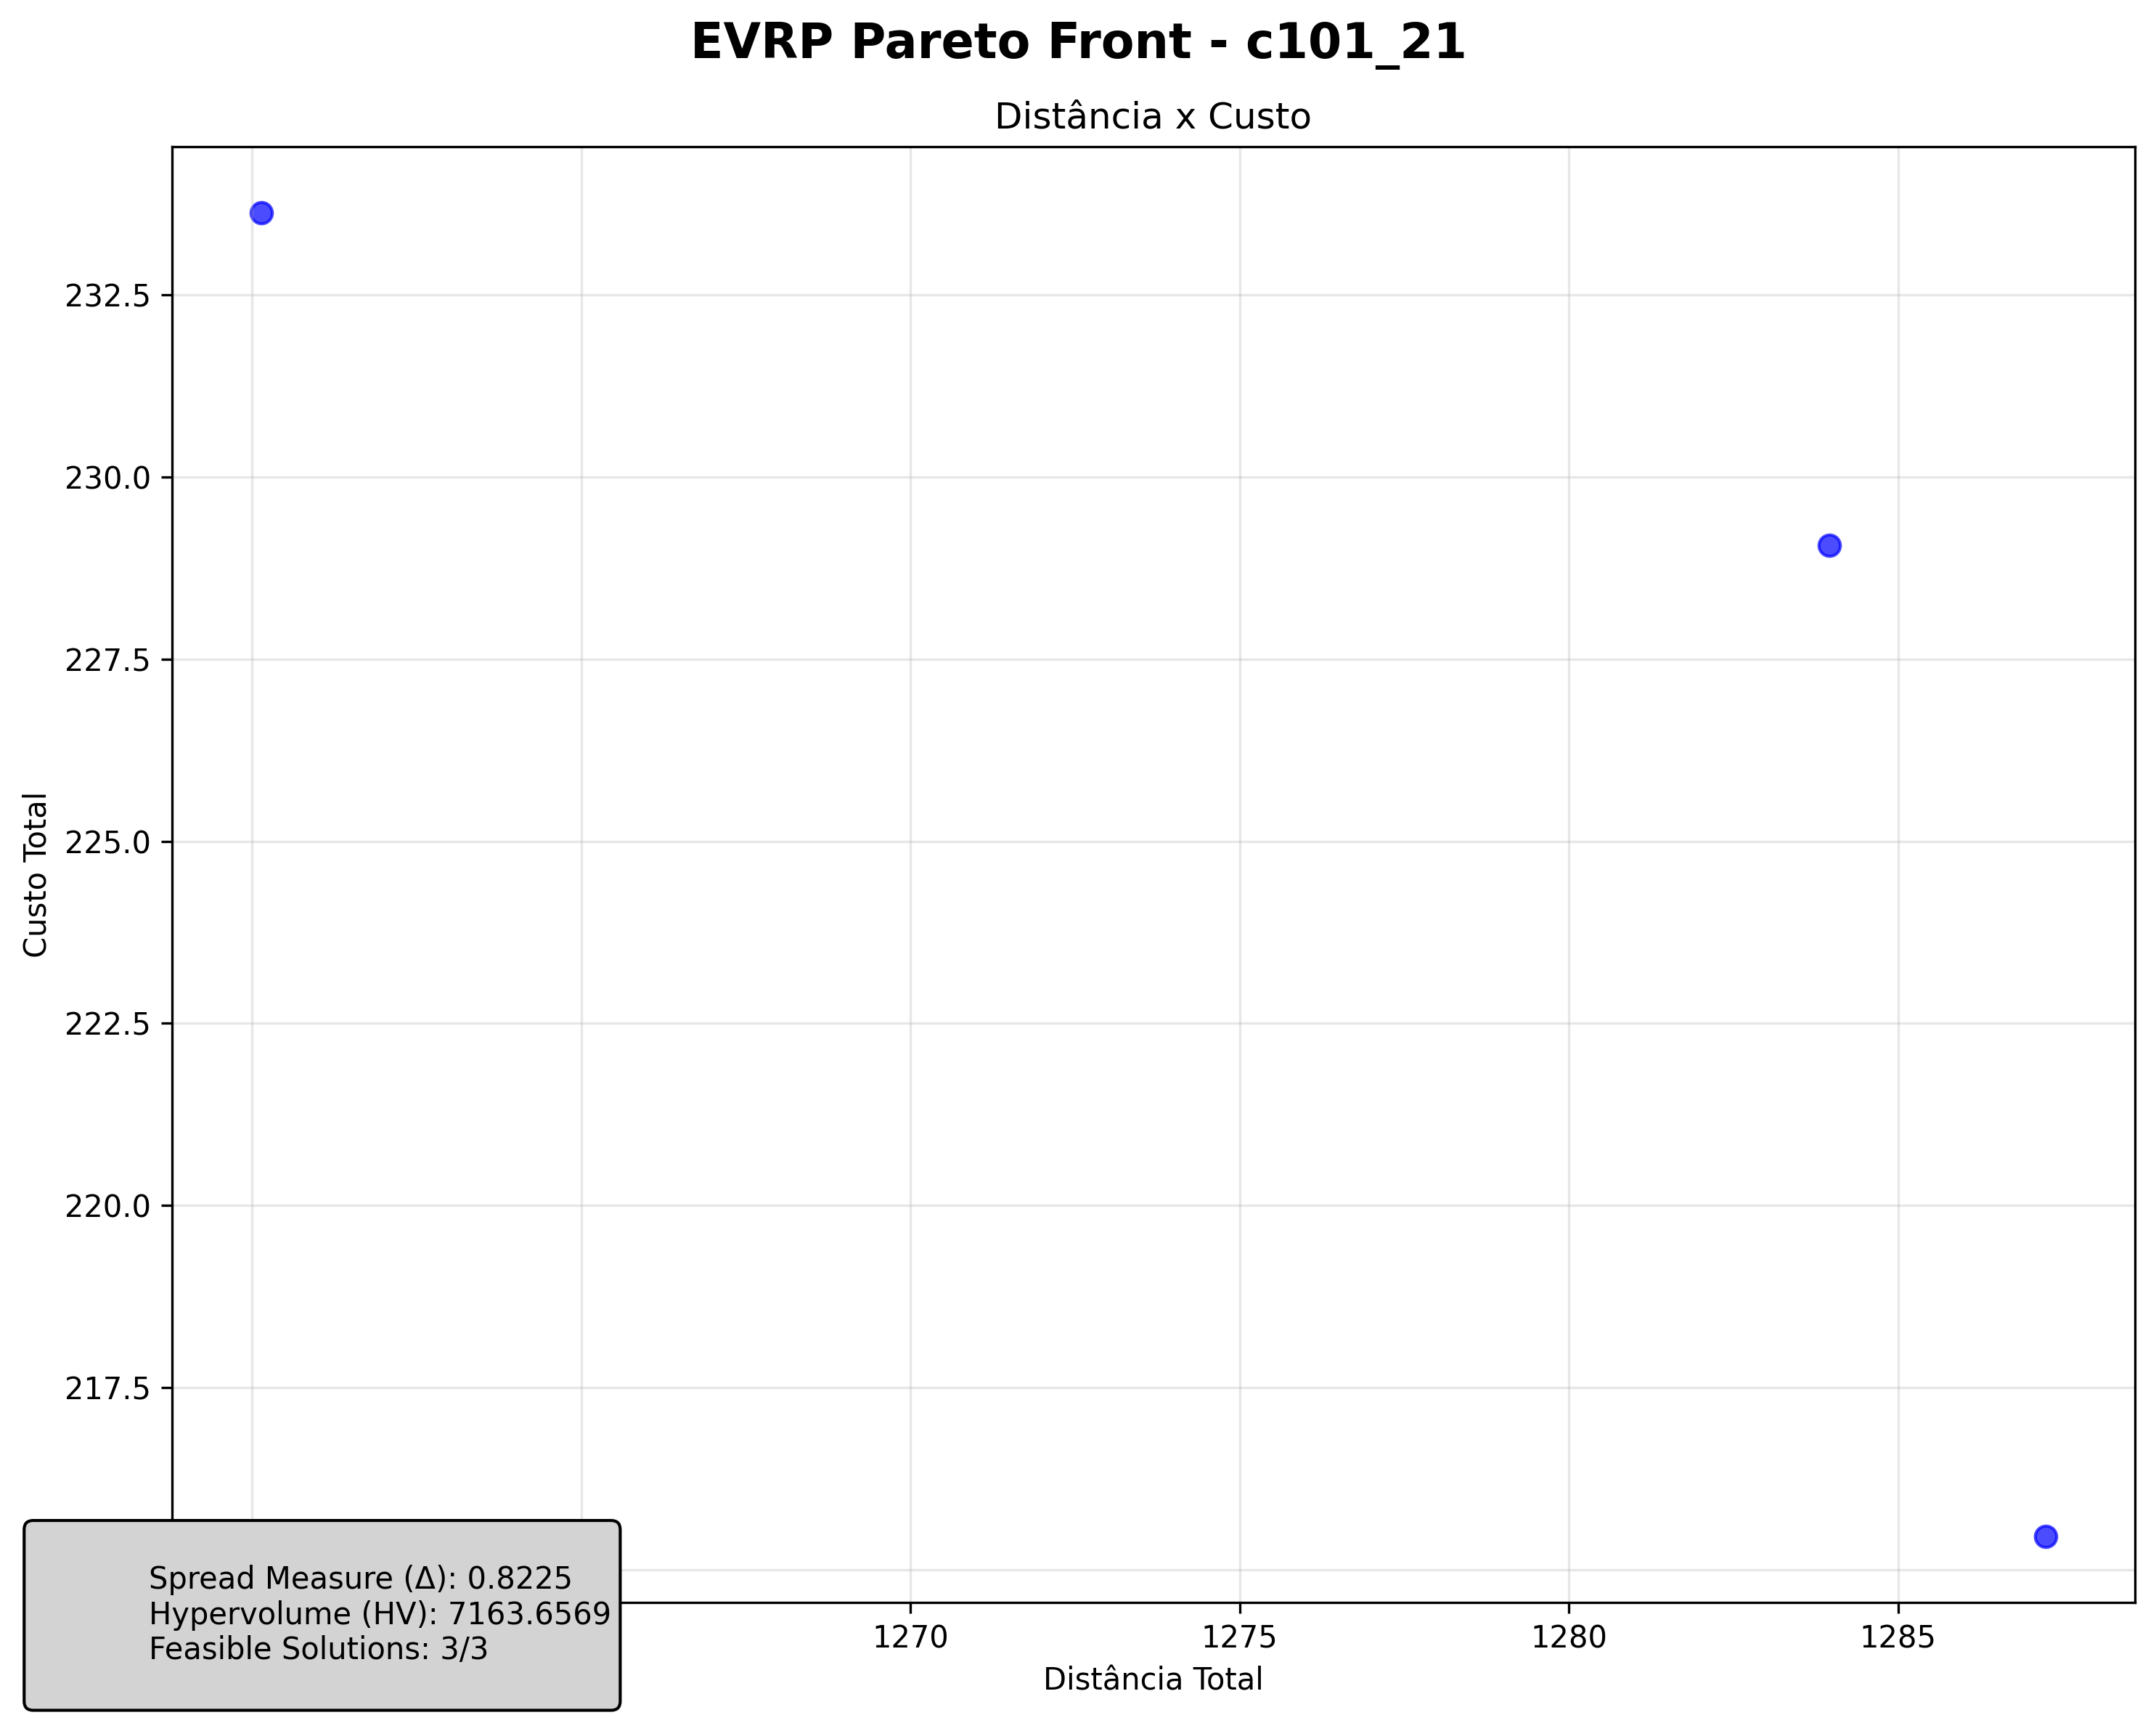 EVRP Pareto Front - c101_21
Distância x Custo
232.5
230.0
227.5
225.0
222.5
220.0
217.5
Custo Total
1270
1275
1280
1285
Distância Total
Spread Measure (Δ): 0.8225
Hypervolume (HV): 7163.6569
Feasible Solutions: 3/3